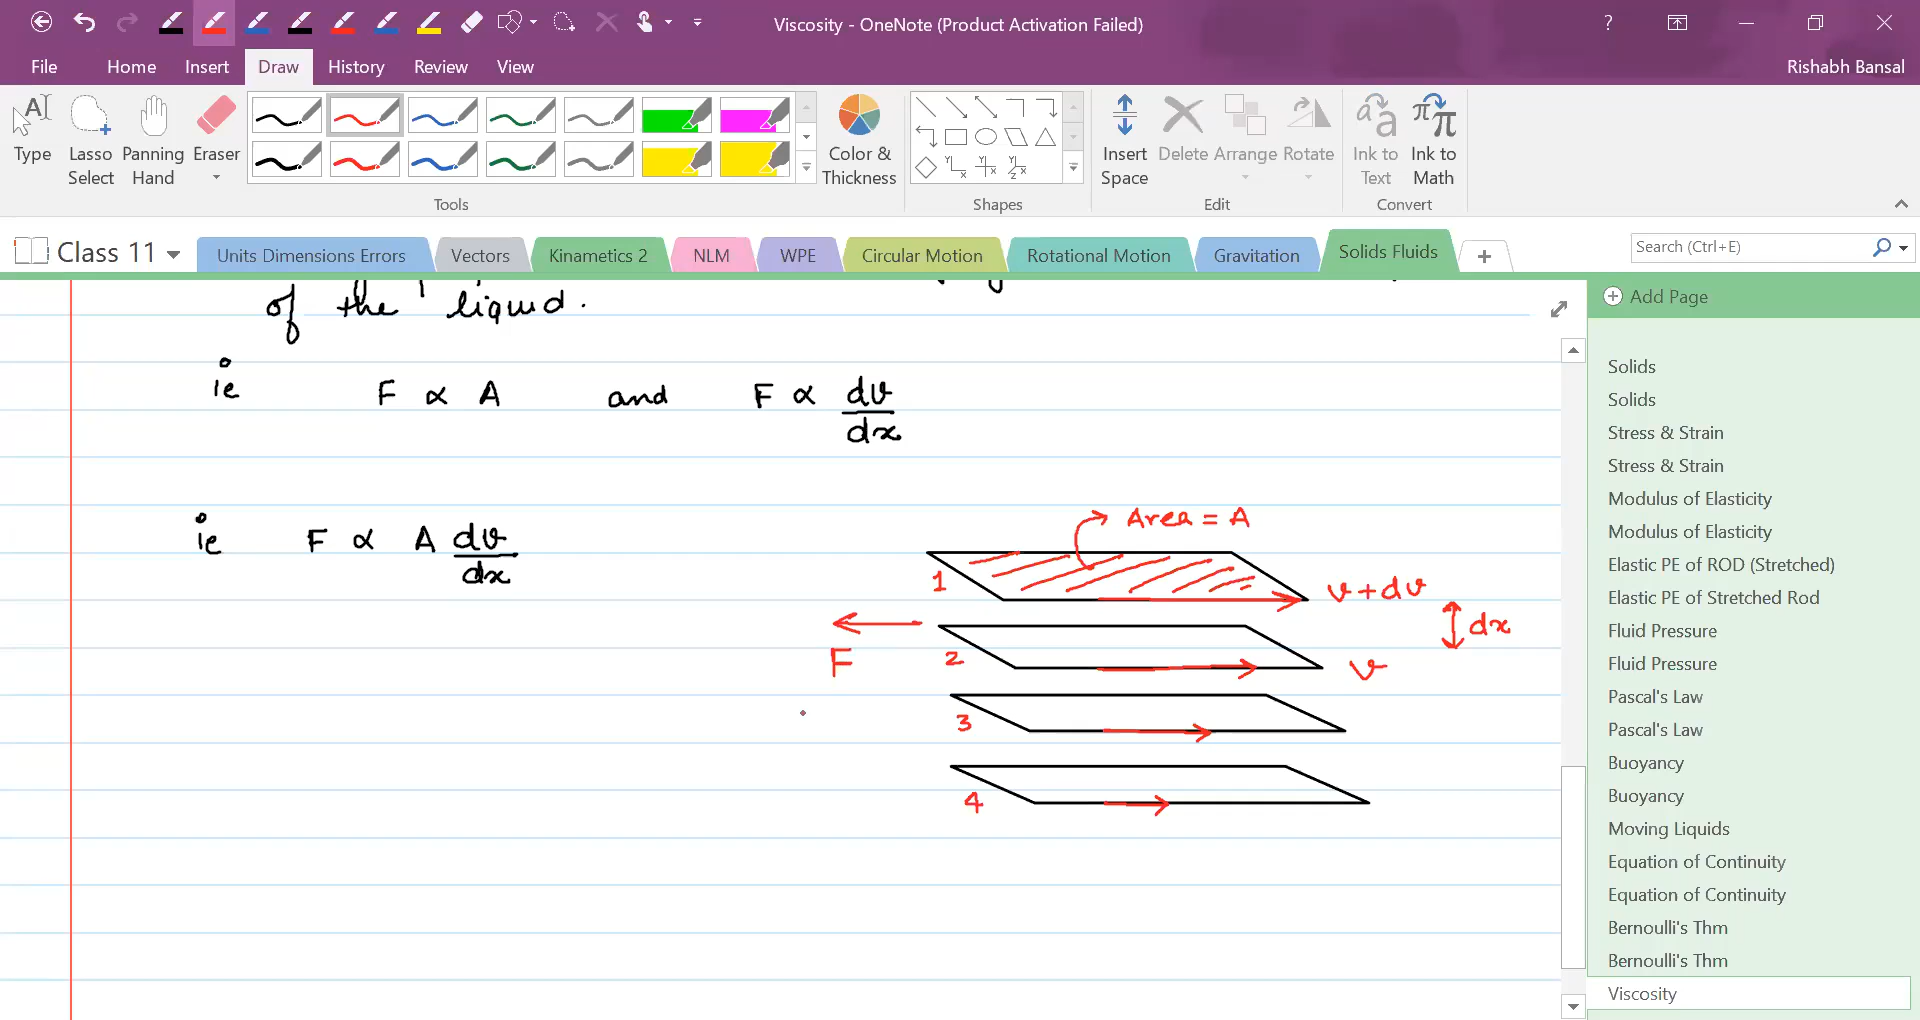 Viscosity - OneNote (Product Activation Failed)
?
File Home Insert Draw History Review View
Rishabh Bansal
Type
Lasso Select
Panning Hand
Eraser
Color & Thickness
Insert Space
Delete
Arrange
Rotate
Ink to Text
Ink to Math
Tools
Shapes
Edit
Convert
Class 11
Units Dimensions Errors
Vectors
Kinametics 2
NLM
WPE
Circular Motion
Rotational Motion
Gravitation
Solids Fluids
Search (Ctrl+E)
Add Page
of the liquid.
ie F ∝ A and F ∝ dv/dx
ie F ∝ A dv/dx
Area = A
1
v + dv
dx
F
2
v
3
4
Solids
Solids
Stress & Strain
Stress & Strain
Modulus of Elasticity
Modulus of Elasticity
Elastic PE of ROD (Stretched)
Elastic PE of Stretched Rod
Fluid Pressure
Fluid Pressure
Pascal's Law
Pascal's Law
Buoyancy
Buoyancy
Moving Liquids
Equation of Continuity
Equation of Continuity
Bernoulli's Thm
Bernoulli's Thm
Viscosity